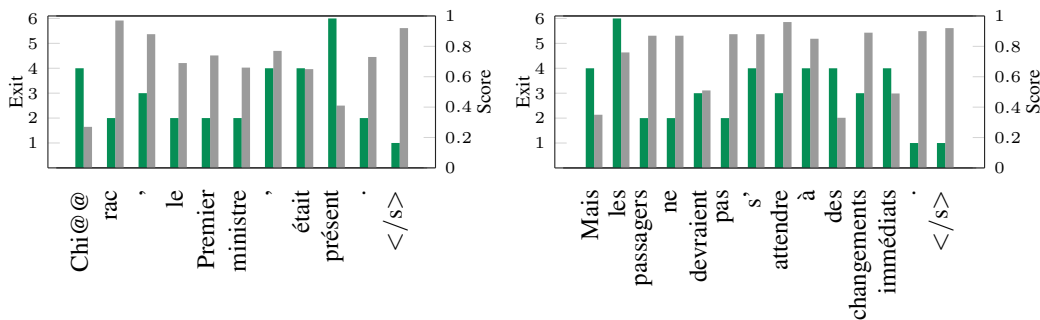 Exit
6
5
4
3
2
1
1
0.8
0.6
0.4
0.2
0
Score
Chi@@
rac
,
le
Premier
ministre
,
était
présent
.
</s>
Exit
6
5
4
3
2
1
1
0.8
0.6
0.4
0.2
0
Score
Mais
les
passagers
ne
devraient
pas
s'
attendre
à
des
changements
immédiats
.
</s>